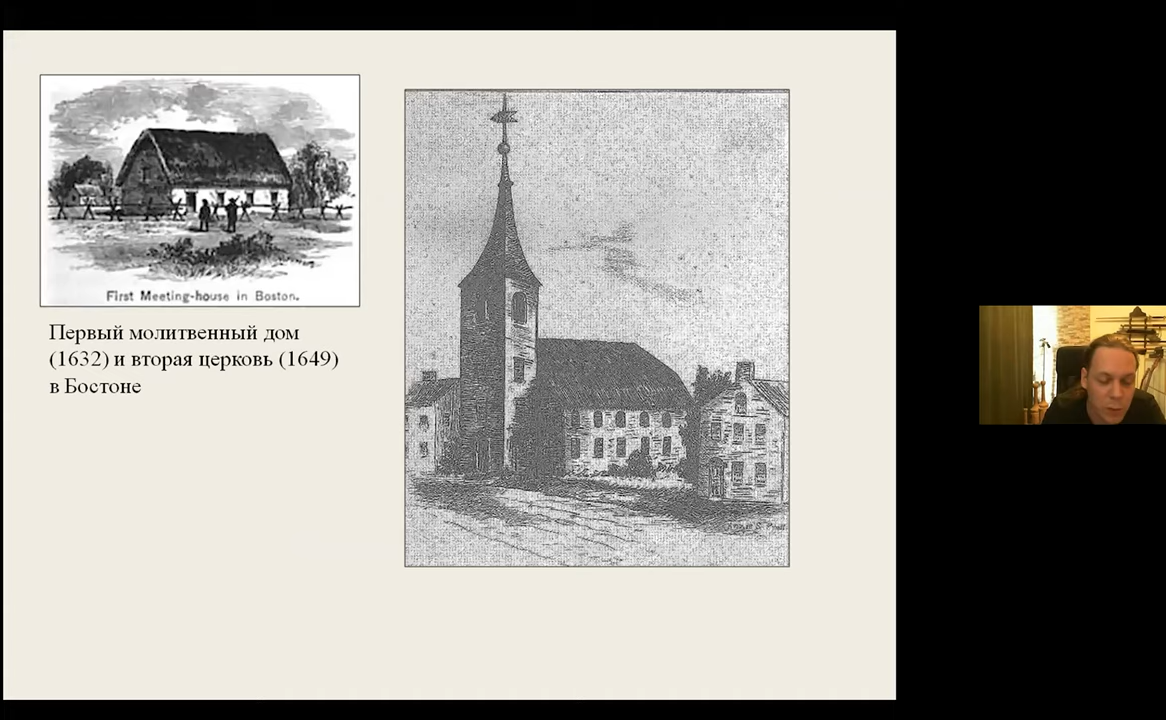 First Meeting-house in Boston.
Первый молитвенный дом
(1632) и вторая церковь (1649)
в Бостоне